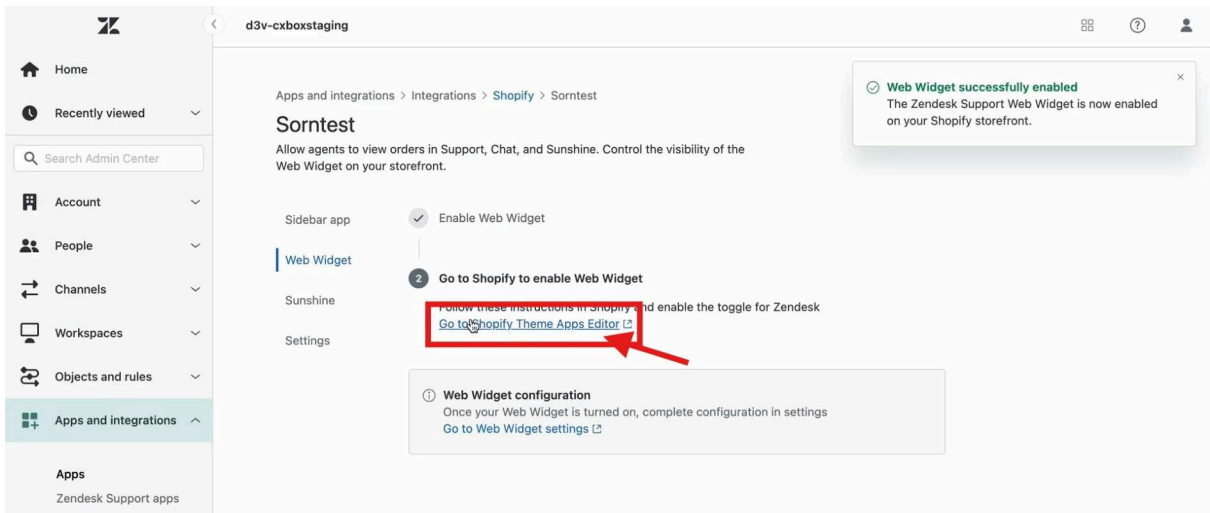 d3v-cxboxstaging
Home
Recently viewed
Search Admin Center
Account
People
Channels
Workspaces
Objects and rules
Apps and integrations
Apps
Zendesk Support apps
Apps and integrations > Integrations > Shopify > Sorntest
Sorntest
Allow agents to view orders in Support, Chat, and Sunshine. Control the visibility of the
Web Widget on your storefront.
Sidebar app
Web Widget
Sunshine
Settings
Enable Web Widget
2 Go to Shopify to enable Web Widget
Follow these instructions in Shopify and enable the toggle for Zendesk
Go to Shopify Theme Apps Editor
Web Widget configuration
Once your Web Widget is turned on, complete configuration in settings
Go to Web Widget settings
Web Widget successfully enabled
The Zendesk Support Web Widget is now enabled
on your Shopify storefront.